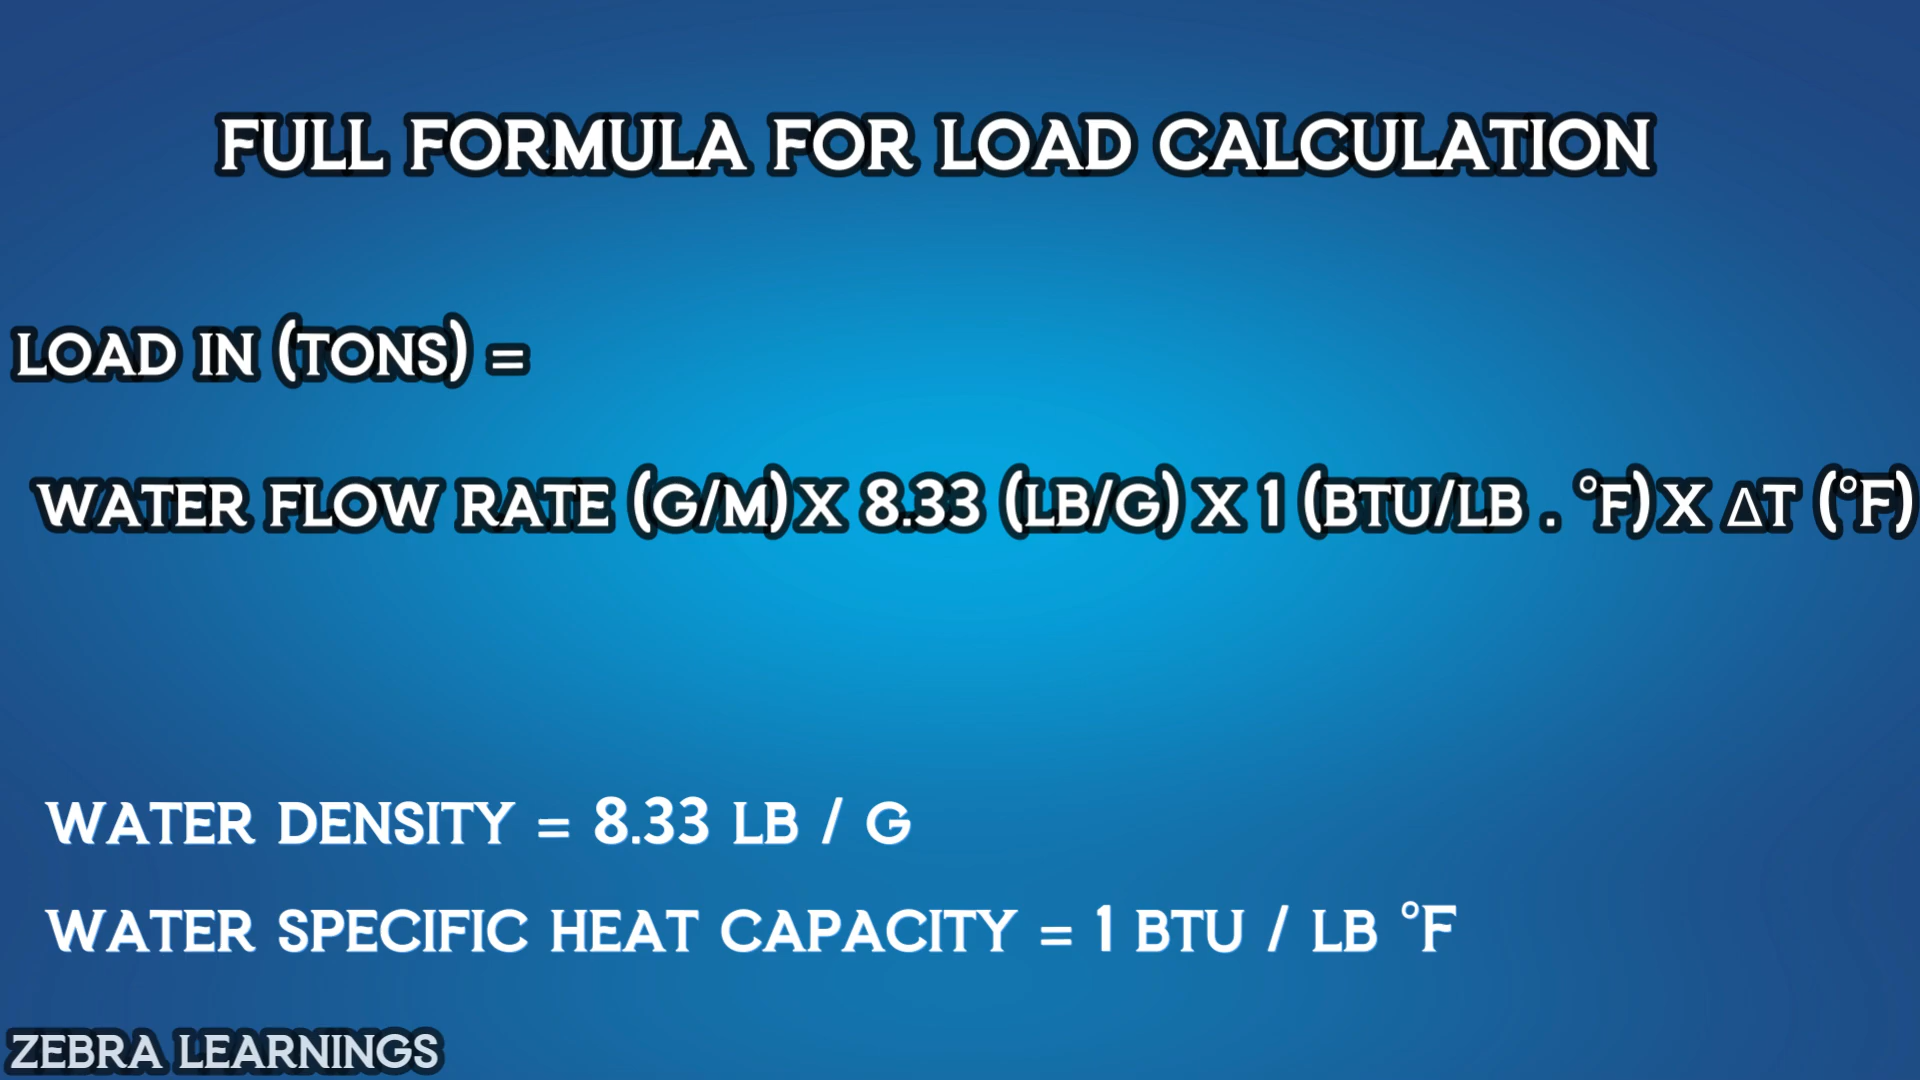 FULL FORMULA FOR LOAD CALCULATION
LOAD IN (TONS) =
WATER FLOW RATE (G/M) X 8.33 (LB/G) X 1 (BTU/LB . °F) X ΔT (°F)
WATER DENSITY = 8.33 LB / G
WATER SPECIFIC HEAT CAPACITY = 1 BTU / LB °F
ZEBRA LEARNINGS